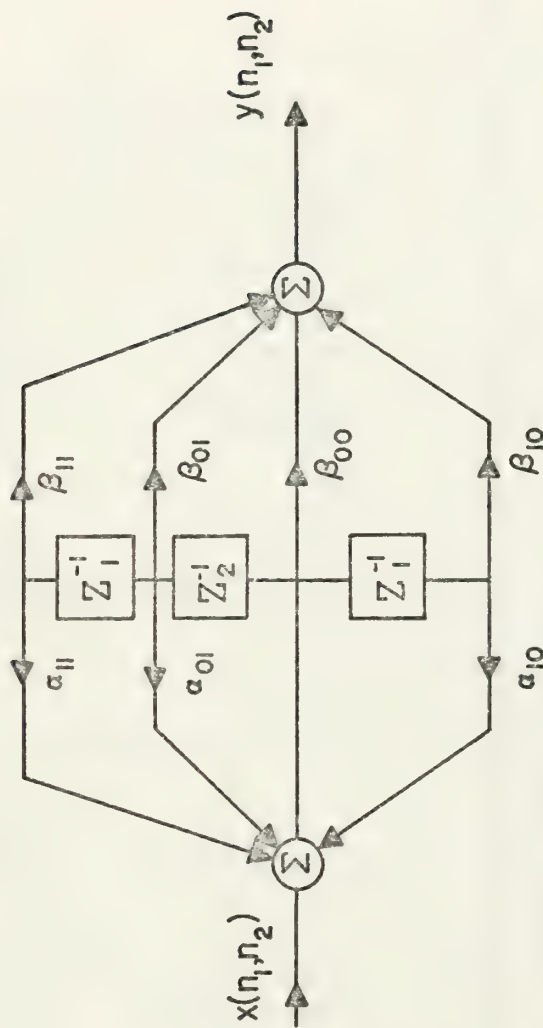 x(n₁,n₂)
Σ
α₁₁
α₀₁
α₁₀
Z₁⁻¹
Z₂⁻¹
Z₁⁻¹
β₁₁
β₀₁
β₀₀
β₁₀
Σ
y(n₁,n₂)